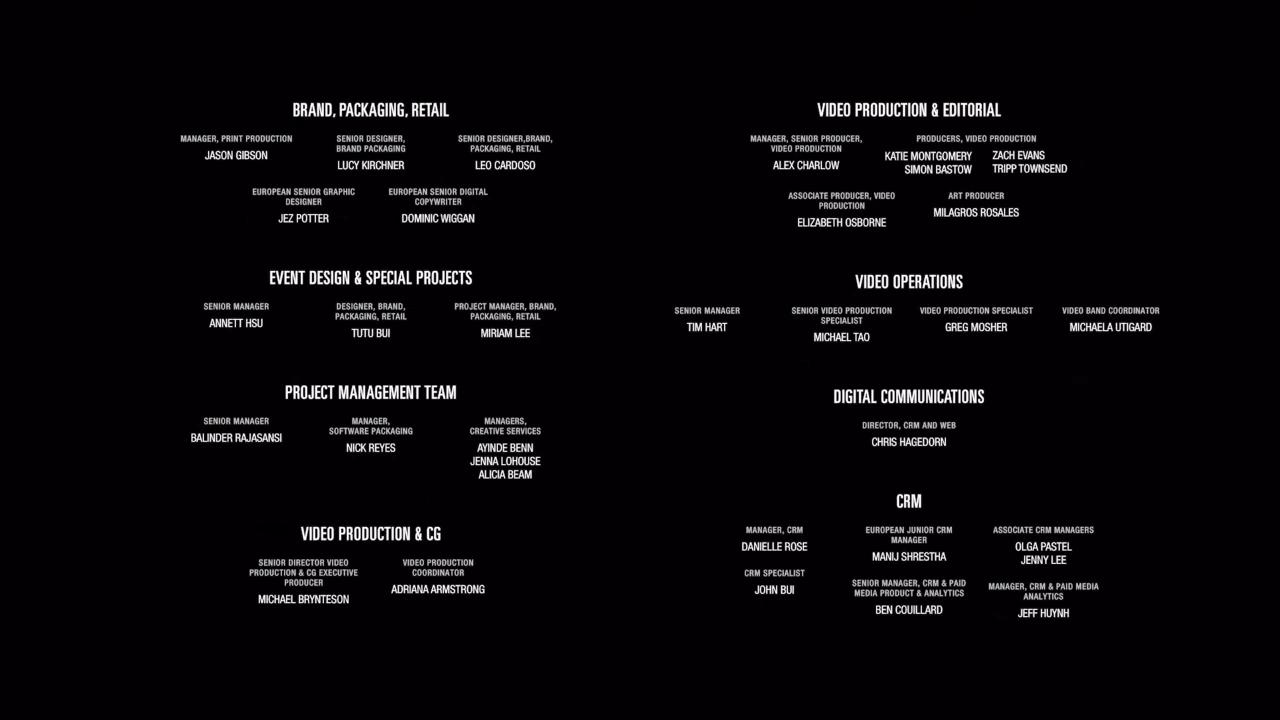 BRAND, PACKAGING, RETAIL
MANAGER, PRINT PRODUCTION
JASON GIBSON
SENIOR DESIGNER,
BRAND PACKAGING
LUCY KIRCHNER
SENIOR DESIGNER,BRAND,
PACKAGING, RETAIL
LEO CARDOSO
EUROPEAN SENIOR GRAPHIC
DESIGNER
JEZ POTTER
EUROPEAN SENIOR DIGITAL
COPYWRITER
DOMINIC WIGGAN
EVENT DESIGN & SPECIAL PROJECTS
SENIOR MANAGER
ANNETT HSU
DESIGNER, BRAND,
PACKAGING, RETAIL
TUTU BUI
PROJECT MANAGER, BRAND,
PACKAGING, RETAIL
MIRIAM LEE
PROJECT MANAGEMENT TEAM
SENIOR MANAGER
BALINDER RAJASANSI
MANAGER,
SOFTWARE PACKAGING
NICK REYES
MANAGERS,
CREATIVE SERVICES
AYINDE BENN
JENNA LOHOUSE
ALICIA BEAM
VIDEO PRODUCTION & CG
SENIOR DIRECTOR VIDEO
PRODUCTION & CG EXECUTIVE
PRODUCER
MICHAEL BRYNTESON
VIDEO PRODUCTION
COORDINATOR
ADRIANA ARMSTRONG
VIDEO PRODUCTION & EDITORIAL
MANAGER, SENIOR PRODUCER,
VIDEO PRODUCTION
ALEX CHARLOW
PRODUCERS, VIDEO PRODUCTION
KATIE MONTGOMERY
SIMON BASTOW
ZACH EVANS
TRIPP TOWNSEND
ASSOCIATE PRODUCER, VIDEO
PRODUCTION
ELIZABETH OSBORNE
ART PRODUCER
MILAGROS ROSALES
VIDEO OPERATIONS
SENIOR MANAGER
TIM HART
SENIOR VIDEO PRODUCTION
SPECIALIST
MICHAEL TAO
VIDEO PRODUCTION SPECIALIST
GREG MOSHER
VIDEO BAND COORDINATOR
MICHAELA UTIGARD
DIGITAL COMMUNICATIONS
DIRECTOR, CRM AND WEB
CHRIS HAGEDORN
CRM
MANAGER, CRM
DANIELLE ROSE
EUROPEAN JUNIOR CRM
MANAGER
MANIJ SHRESTHA
ASSOCIATE CRM MANAGERS
OLGA PASTEL
JENNY LEE
CRM SPECIALIST
JOHN BUI
SENIOR MANAGER, CRM & PAID
MEDIA PRODUCT & ANALYTICS
BEN COUILLARD
MANAGER, CRM & PAID MEDIA
ANALYTICS
JEFF HUYNH